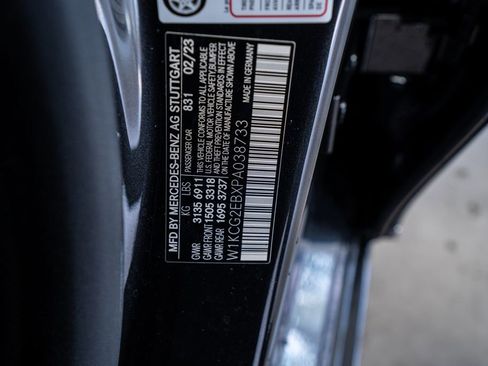 MFD BY MERCEDES-BENZ AG STUTTGART
PASSENGER CAR 831 02/23
KG LBS
GVWR 3135 6911
GAWR FRONT 1505 3318
GAWR REAR 1695 3737
THIS VEHICLE CONFORMS TO ALL APPLICABLE
U.S. FEDERAL MOTOR VEHICLE SAFETY, BUMPER
AND THEFT PREVENTION STANDARDS IN EFFECT
ON THE DATE OF MANUFACTURE SHOWN ABOVE
W1KCG2EBXPA038733
MADE IN GERMANY